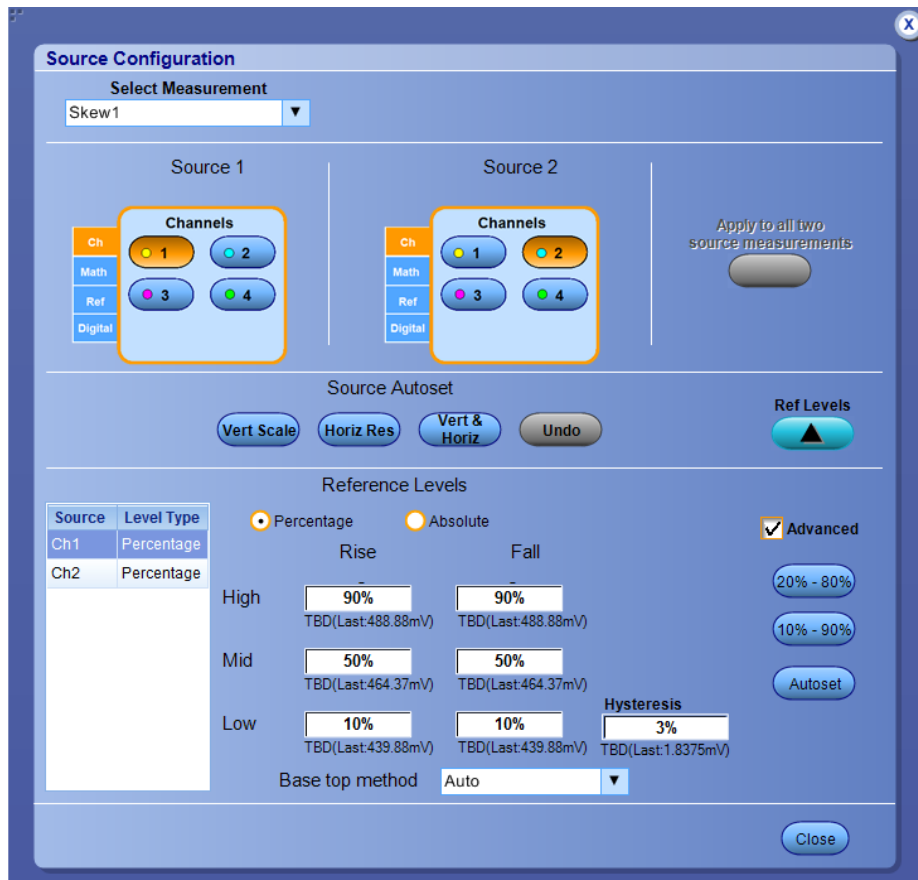 X
Source Configuration
Select Measurement
Skew1
Source 1
Source 2
Channels
Ch
Math
Ref
Digital
1
2
3
4
Channels
Ch
Math
Ref
Digital
1
2
3
4
Apply to all two
source measurements
Source Autoset
Vert Scale
Horiz Res
Vert &
Horiz
Undo
Ref Levels
Reference Levels
Source Level Type
Ch1 Percentage
Ch2 Percentage
Percentage
Absolute
Advanced
Rise
Fall
High
90%
90%
TBD(Last:488.88mV)
TBD(Last:488.88mV)
Mid
50%
50%
TBD(Last:464.37mV)
TBD(Last:464.37mV)
Low
10%
10%
TBD(Last:439.88mV)
TBD(Last:439.88mV)
Hysteresis
3%
TBD(Last:1.8375mV)
20% - 80%
10% - 90%
Autoset
Base top method
Auto
Close